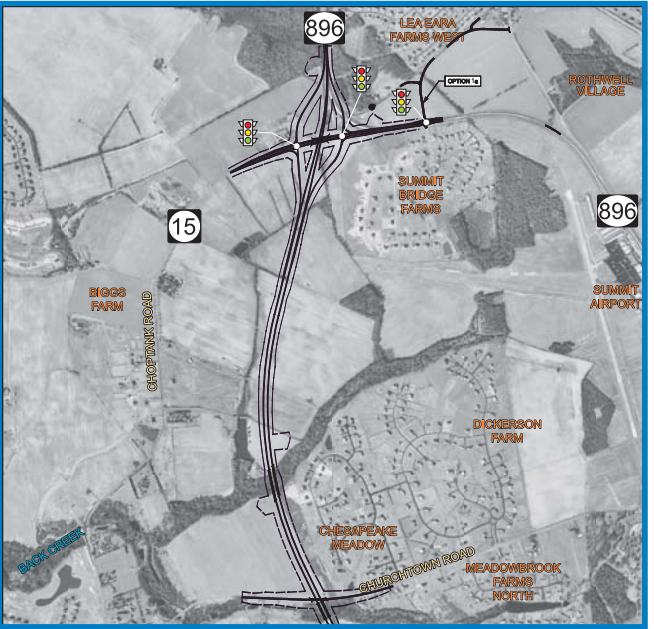 896
LEA EARA
FARMS WEST
OPTION 1a
ROTHWELL
VILLAGE
SUMMIT
BRIDGE
FARMS
896
15
SUMMIT
AIRPORT
BIGGS
FARM
CHOPTANK ROAD
DICKERSON
FARM
CHESAPEAKE
MEADOW
BACK CREEK
CHURCHTOWN ROAD
MEADOWBROOK
FARMS
NORTH